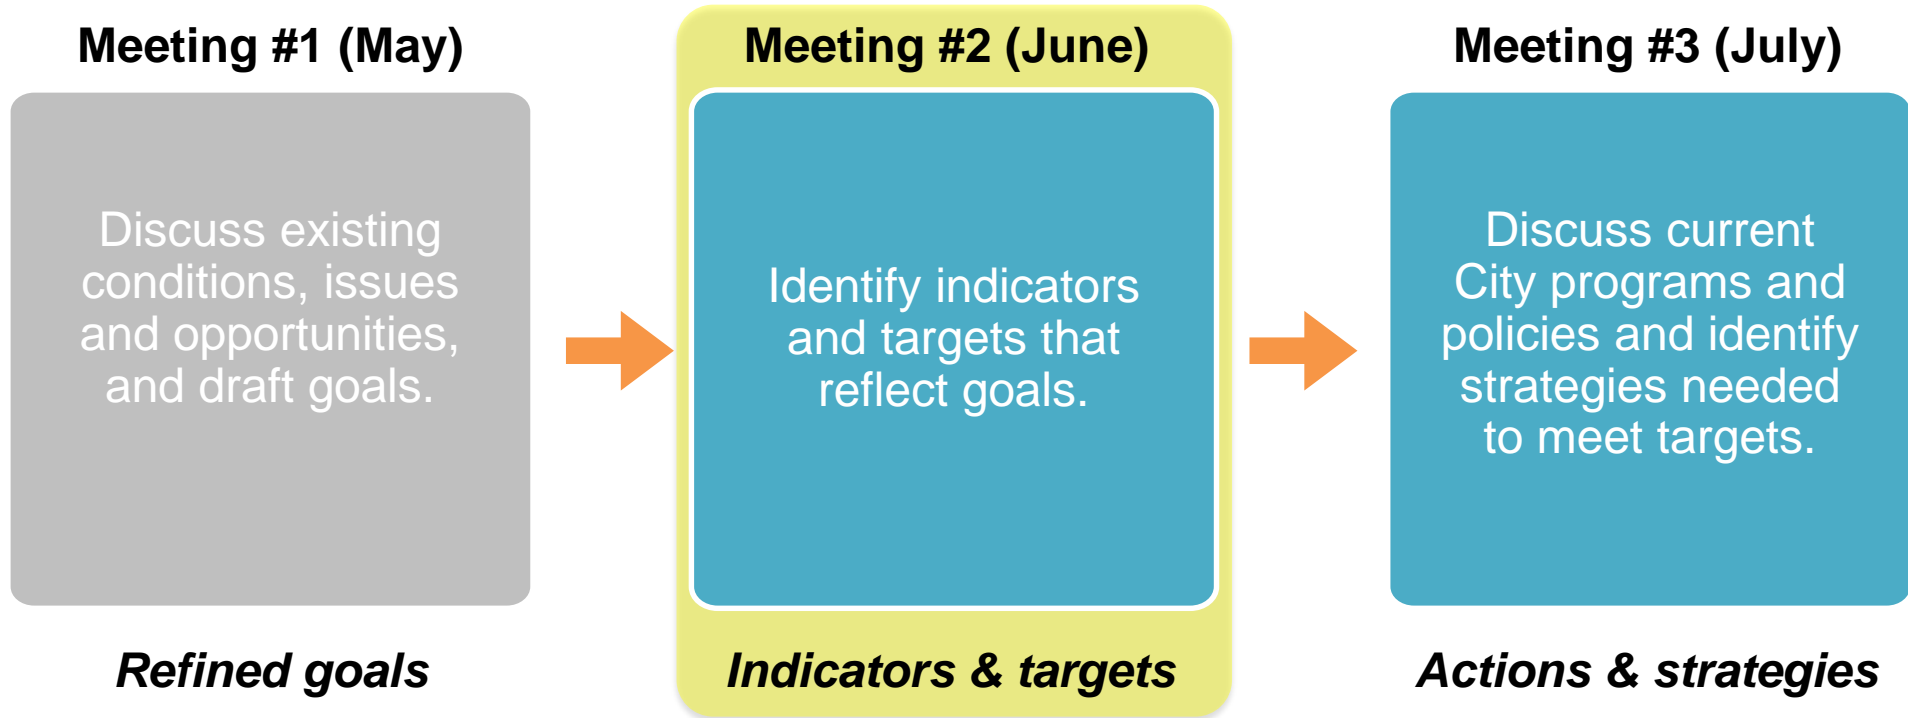 Meeting #1 (May)
Discuss existing
conditions, issues
and opportunities,
and draft goals.
Refined goals
Meeting #2 (June)
Identify indicators
and targets that
reflect goals.
Indicators & targets
Meeting #3 (July)
Discuss current
City programs and
policies and identify
strategies needed
to meet targets.
Actions & strategies